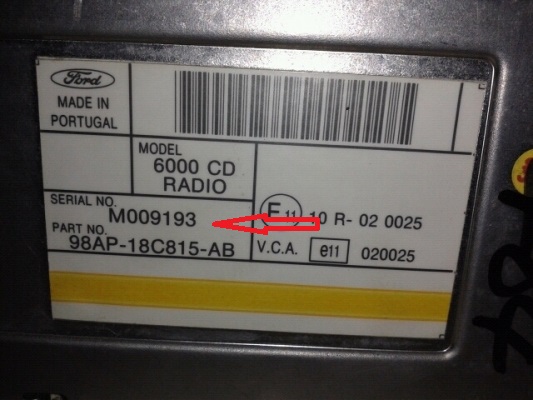 Ford
MADE IN
PORTUGAL
MODEL
6000 CD
RADIO
SERIAL NO.
M009193
PART NO.
98AP-18C815-AB
E 11 10 R- 02 0025
V.C.A. e11 020025